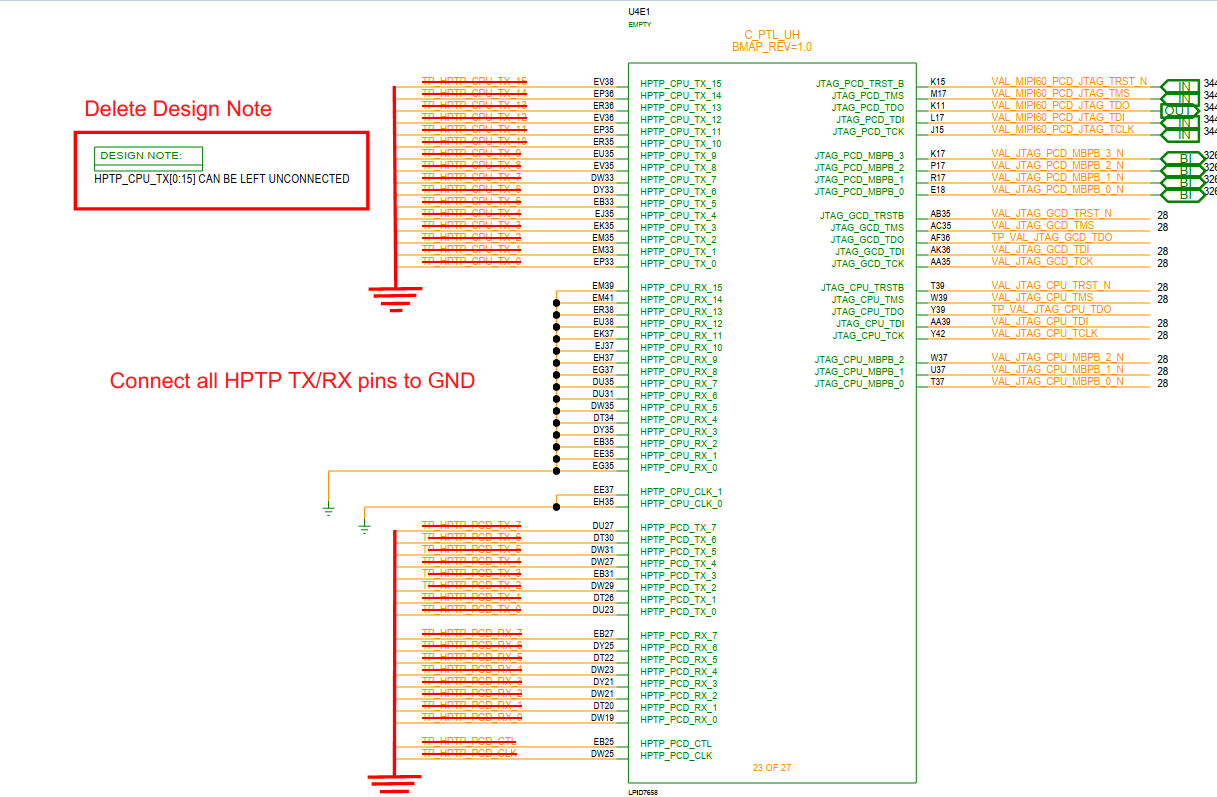 U4E1
EMPTY
C_PTL_UH
BMAP_REV=1.0
Delete Design Note
DESIGN NOTE:
HPTP_CPU_TX[0:15] CAN BE LEFT UNCONNECTED
Connect all HPTP TX/RX pins to GND
TP_HPTP_CPU_TX_15 EV38 HPTP_CPU_TX_15
TP_HPTP_CPU_TX_14 EP36 HPTP_CPU_TX_14
TP_HPTP_CPU_TX_13 ER36 HPTP_CPU_TX_13
TP_HPTP_CPU_TX_12 EV36 HPTP_CPU_TX_12
TP_HPTP_CPU_TX_11 EP35 HPTP_CPU_TX_11
TP_HPTP_CPU_TX_10 ER35 HPTP_CPU_TX_10
TP_HPTP_CPU_TX_9 EU35 HPTP_CPU_TX_9
TP_HPTP_CPU_TX_8 EV35 HPTP_CPU_TX_8
TP_HPTP_CPU_TX_7 DW33 HPTP_CPU_TX_7
TP_HPTP_CPU_TX_6 DY33 HPTP_CPU_TX_6
TP_HPTP_CPU_TX_5 EB33 HPTP_CPU_TX_5
TP_HPTP_CPU_TX_4 EJ35 HPTP_CPU_TX_4
TP_HPTP_CPU_TX_3 EK35 HPTP_CPU_TX_3
TP_HPTP_CPU_TX_2 EM35 HPTP_CPU_TX_2
TP_HPTP_CPU_TX_1 EM33 HPTP_CPU_TX_1
TP_HPTP_CPU_TX_0 EP33 HPTP_CPU_TX_0
EM39 HPTP_CPU_RX_15
EM41 HPTP_CPU_RX_14
ER38 HPTP_CPU_RX_13
EU38 HPTP_CPU_RX_12
EK37 HPTP_CPU_RX_11
EJ37 HPTP_CPU_RX_10
EH37 HPTP_CPU_RX_9
EG37 HPTP_CPU_RX_8
DU35 HPTP_CPU_RX_7
DU31 HPTP_CPU_RX_6
DW35 HPTP_CPU_RX_5
DT34 HPTP_CPU_RX_4
DY35 HPTP_CPU_RX_3
EB35 HPTP_CPU_RX_2
EE35 HPTP_CPU_RX_1
EG35 HPTP_CPU_RX_0
EE37 HPTP_CPU_CLK_1
EH35 HPTP_CPU_CLK_0
TP_HPTP_PCD_TX_7 DU27 HPTP_PCD_TX_7
TP_HPTP_PCD_TX_6 DT30 HPTP_PCD_TX_6
TP_HPTP_PCD_TX_5 DW31 HPTP_PCD_TX_5
TP_HPTP_PCD_TX_4 DW27 HPTP_PCD_TX_4
TP_HPTP_PCD_TX_3 EB31 HPTP_PCD_TX_3
TP_HPTP_PCD_TX_2 DW29 HPTP_PCD_TX_2
TP_HPTP_PCD_TX_1 DT26 HPTP_PCD_TX_1
TP_HPTP_PCD_TX_0 DU23 HPTP_PCD_TX_0
TP_HPTP_PCD_RX_7 EB27 HPTP_PCD_RX_7
TP_HPTP_PCD_RX_6 DY25 HPTP_PCD_RX_6
TP_HPTP_PCD_RX_5 DT22 HPTP_PCD_RX_5
TP_HPTP_PCD_RX_4 DW23 HPTP_PCD_RX_4
TP_HPTP_PCD_RX_3 DY21 HPTP_PCD_RX_3
TP_HPTP_PCD_RX_2 DW21 HPTP_PCD_RX_2
TP_HPTP_PCD_RX_1 DT20 HPTP_PCD_RX_1
TP_HPTP_PCD_RX_0 DW19 HPTP_PCD_RX_0
TP_HPTP_PCD_CTL EB25 HPTP_PCD_CTL
TP_HPTP_PCD_CLK DW25 HPTP_PCD_CLK
JTAG_PCD_TRST_B K15 VAL_MIPI60_PCD_JTAG_TRST_N IN
JTAG_PCD_TMS M17 VAL_MIPI60_PCD_JTAG_TMS IN
JTAG_PCD_TDO K11 VAL_MIPI60_PCD_JTAG_TDO OUT
JTAG_PCD_TDI L17 VAL_MIPI60_PCD_JTAG_TDI IN
JTAG_PCD_TCK J15 VAL_MIPI60_PCD_JTAG_TCLK IN
JTAG_PCD_MBPB_3 K17 VAL_JTAG_PCD_MBPB_3_N BI
JTAG_PCD_MBPB_2 P17 VAL_JTAG_PCD_MBPB_2_N BI
JTAG_PCD_MBPB_1 R17 VAL_JTAG_PCD_MBPB_1_N BI
JTAG_PCD_MBPB_0 E18 VAL_JTAG_PCD_MBPB_0_N BI
JTAG_GCD_TRSTB AB35 VAL_JTAG_GCD_TRST_N 28
JTAG_GCD_TMS AC35 VAL_JTAG_GCD_TMS 28
JTAG_GCD_TDO AF36 TP_VAL_JTAG_GCD_TDO
JTAG_GCD_TDI AK36 VAL_JTAG_GCD_TDI 28
JTAG_GCD_TCK AA35 VAL_JTAG_GCD_TCK 28
JTAG_CPU_TRSTB T39 VAL_JTAG_CPU_TRST_N 28
JTAG_CPU_TMS W39 VAL_JTAG_CPU_TMS 28
JTAG_CPU_TDO Y39 TP_VAL_JTAG_CPU_TDO
JTAG_CPU_TDI AA39 VAL_JTAG_CPU_TDI 28
JTAG_CPU_TCK Y42 VAL_JTAG_CPU_TCLK 28
JTAG_CPU_MBPB_2 W37 VAL_JTAG_CPU_MBPB_2_N 28
JTAG_CPU_MBPB_1 U37 VAL_JTAG_CPU_MBPB_1_N 28
JTAG_CPU_MBPB_0 T37 VAL_JTAG_CPU_MBPB_0_N 28
23 OF 27
LPID7658